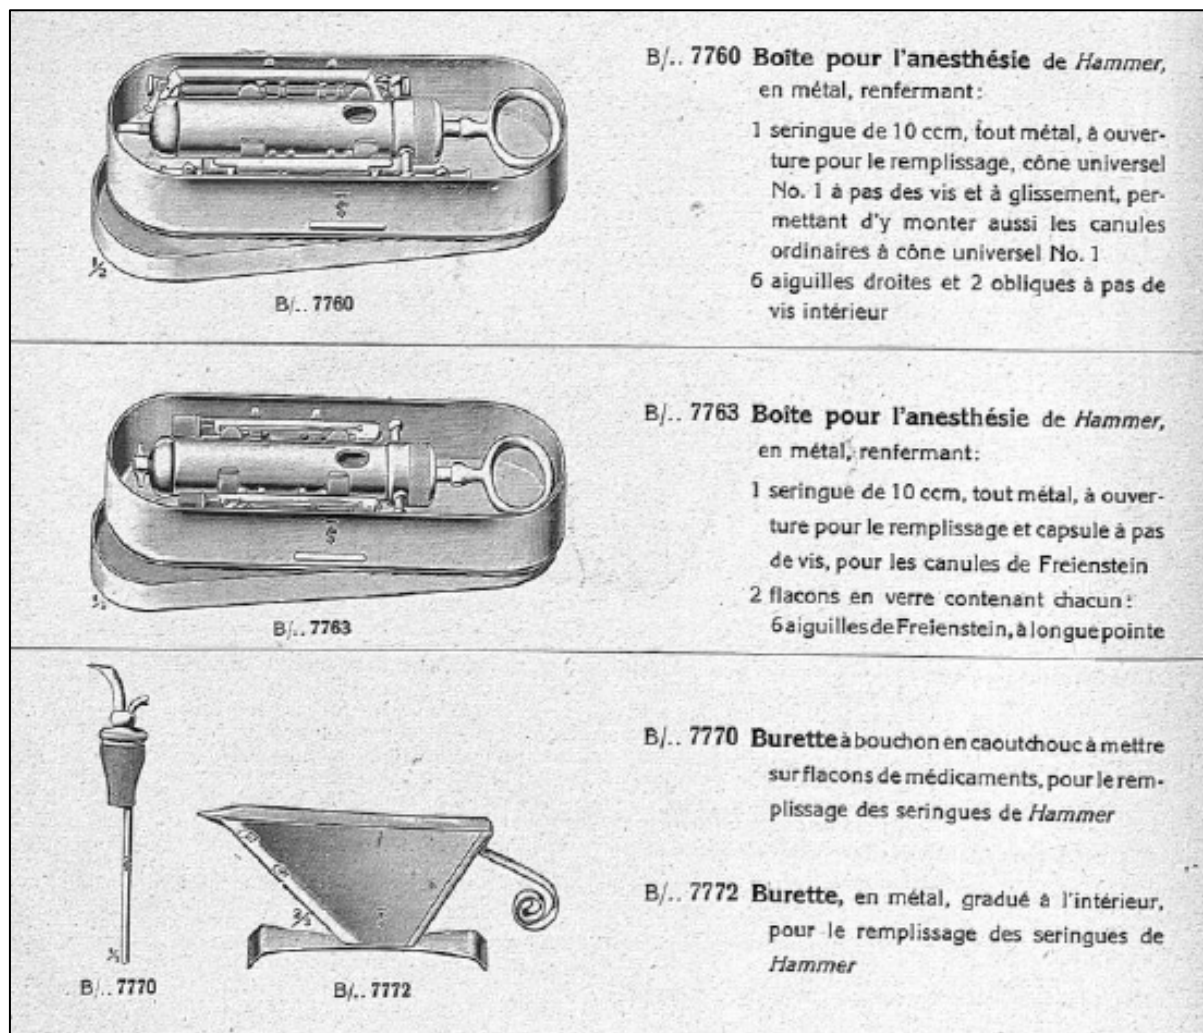 B/.. 7760 Boîte pour l'anesthésie de Hammer,
en métal, renfermant:
1 seringue de 10 ccm, tout métal, à ouver-
ture pour le remplissage, cône universel
No. 1 à pas des vis et à glissement, per-
mettant d'y monter aussi les canules
ordinaires à cône universel No. 1
6 aiguilles droites et 2 obliques à pas de
vis intérieur
1/2
B/.. 7760
B/.. 7763 Boîte pour l'anesthésie de Hammer,
en métal, renfermant:
1 seringue de 10 ccm, tout métal, à ouver-
ture pour le remplissage et capsule à pas
de vis, pour les canules de Freienstein
2 flacons en verre contenant chacun:
6 aiguilles de Freienstein, à longue pointe
1/2
B/.. 7763
B/.. 7770 Burette à bouchon en caoutchouc à mettre
sur flacons de médicaments, pour le rem-
plissage des seringues de Hammer
B/.. 7772 Burette, en métal, gradué à l'intérieur,
pour le remplissage des seringues de
Hammer
2/3
B/.. 7770
B/.. 7772